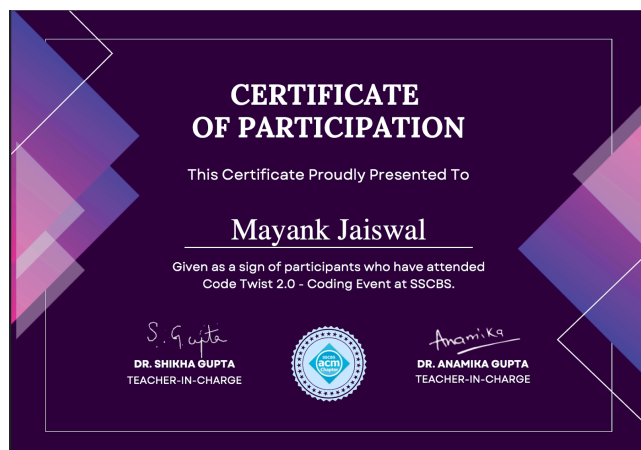 CERTIFICATE
OF PARTICIPATION
This Certificate Proudly Presented To
Mayank Jaiswal
Given as a sign of participants who have attended
Code Twist 2.0 - Coding Event at SSCBS.
S. Gupta
DR. SHIKHA GUPTA
TEACHER-IN-CHARGE
SSCBS
acm
Chapter
Anamika
DR. ANAMIKA GUPTA
TEACHER-IN-CHARGE